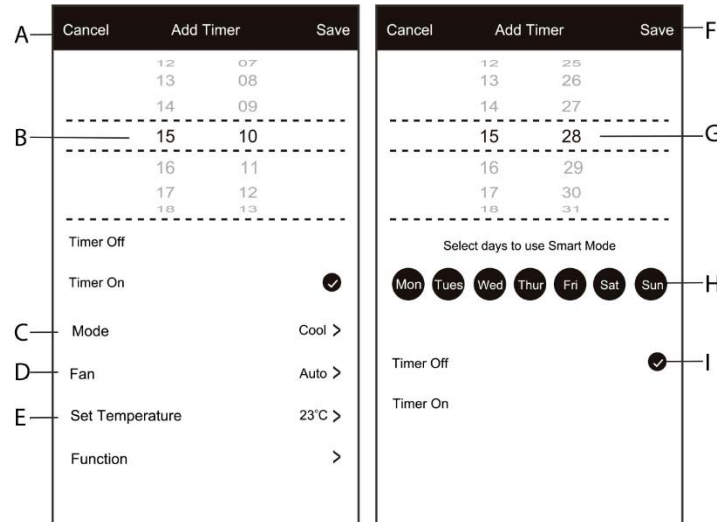 A
Cancel Add Timer Save
12 07
13 08
14 09
B
15 10
16 11
17 12
18 13
Timer Off
Timer On
C
Mode Cool >
D
Fan Auto >
E
Set Temperature 23°C >
Function >
Cancel Add Timer Save
F
12 25
13 26
14 27
15 28
G
16 29
17 30
18 31
Select days to use Smart Mode
Mon Tues Wed Thur Fri Sat Sun
H
Timer Off
I
Timer On